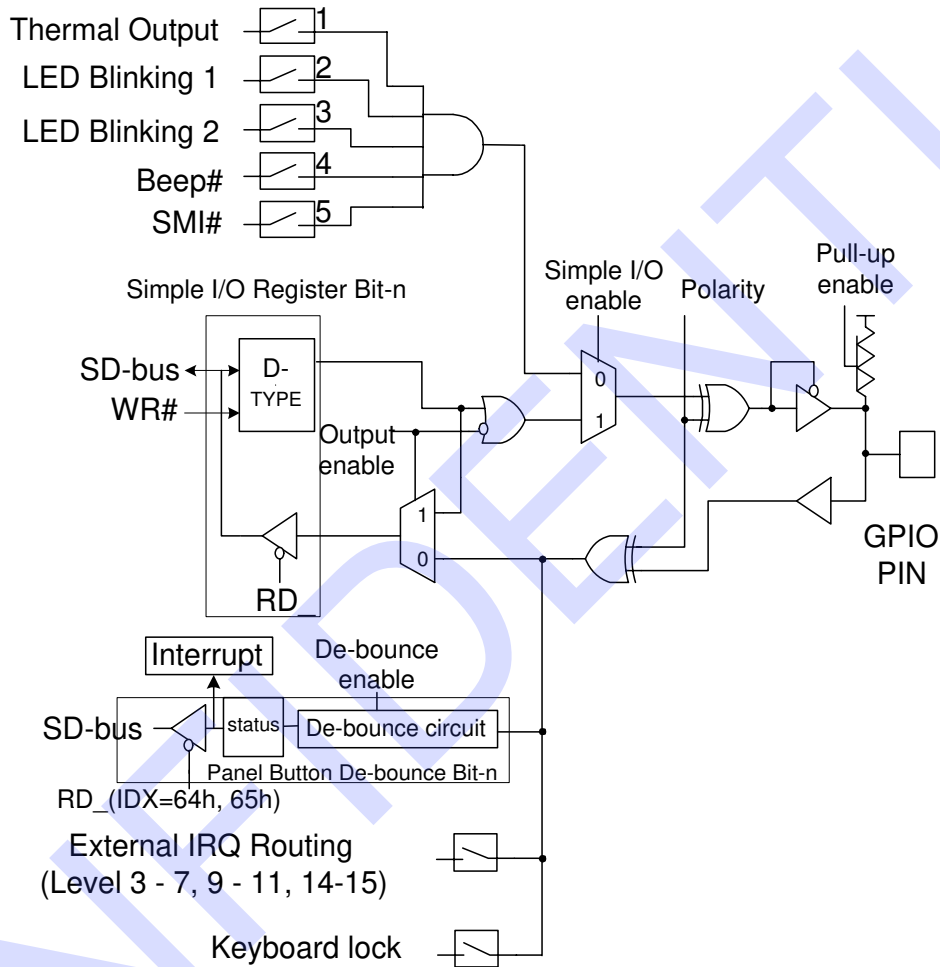 Thermal Output
1
LED Blinking 1
2
LED Blinking 2
3
Beep#
4
SMI#
5
Simple I/O
enable
Polarity
Pull-up
enable
Simple I/O Register Bit-n
SD-bus
WR#
D-
TYPE
Output
enable
0
1
1
0
RD_
GPIO
PIN
Interrupt
De-bounce
enable
SD-bus
status
De-bounce circuit
Panel Button De-bounce Bit-n
RD_(IDX=64h, 65h)
External IRQ Routing
(Level 3 - 7, 9 - 11, 14-15)
Keyboard lock
NFIDENTI